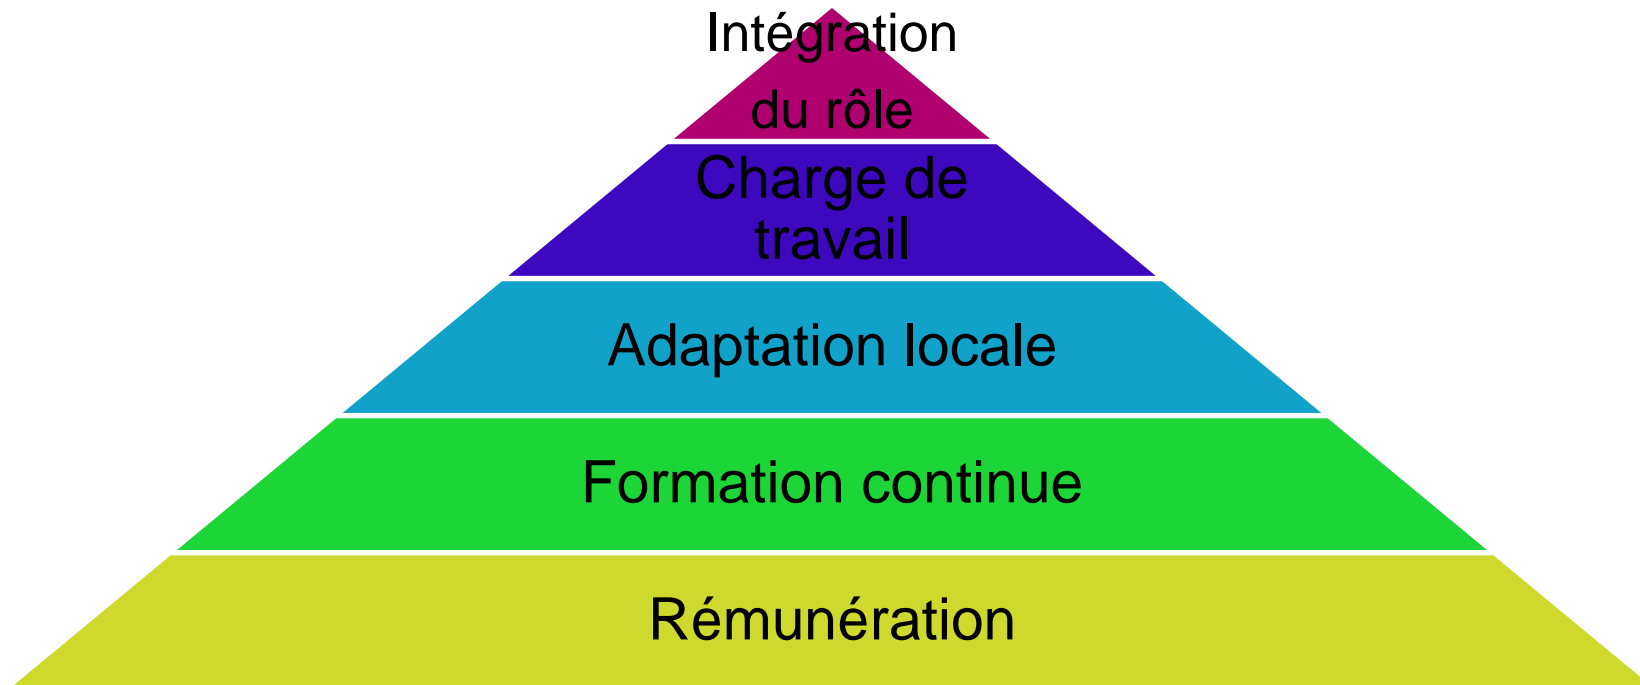 Intégration
du rôle
Charge de
travail
Adaptation locale
Formation continue
Rémunération